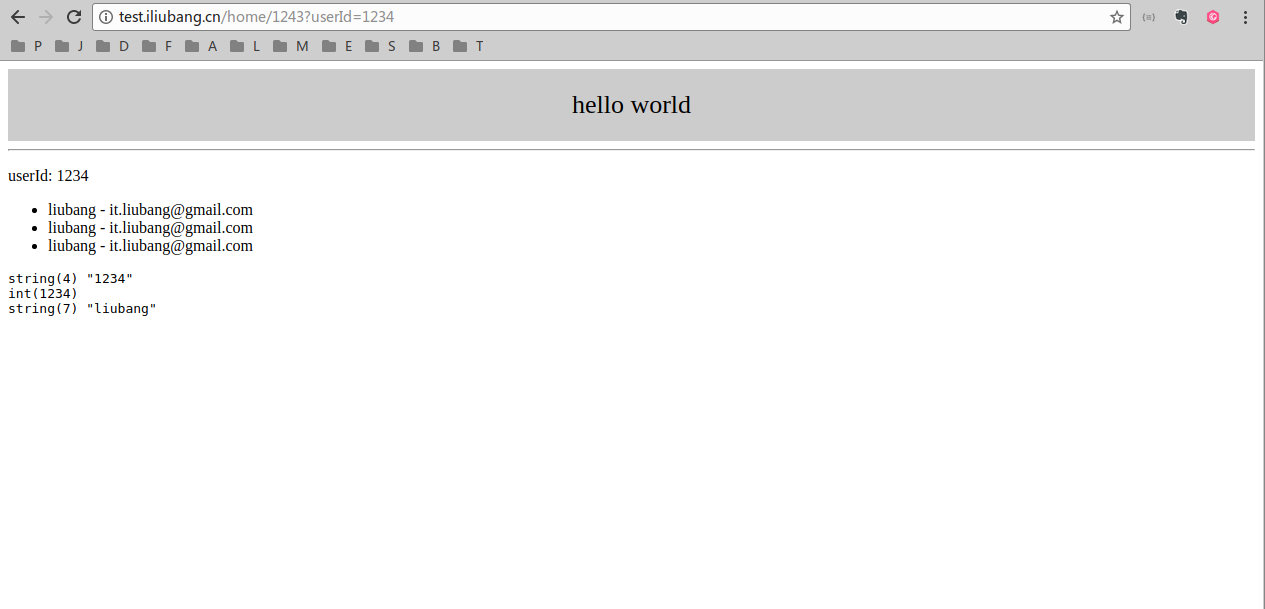 test.iliubang.cn/home/1243?userId=1234
P J D F A L M E S B T
hello world
userId: 1234
liubang - it.liubang@gmail.com
liubang - it.liubang@gmail.com
liubang - it.liubang@gmail.com
string(4) "1234"
int(1234)
string(7) "liubang"